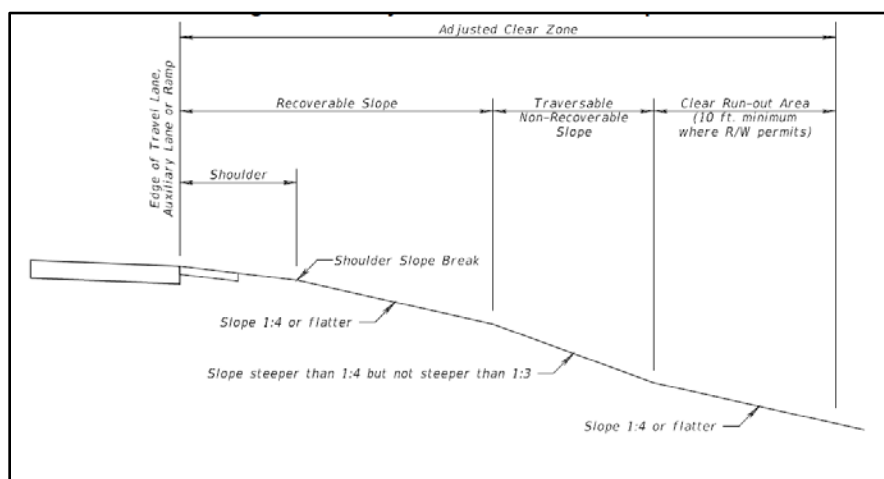 Adjusted Clear Zone
Edge of Travel Lane,
Auxiliary Lane or Ramp
Recoverable Slope
Traversable
Non-Recoverable
Slope
Clear Run-out Area
(10 ft. minimum
where R/W permits)
Shoulder
Shoulder Slope Break
Slope 1:4 or flatter
Slope steeper than 1:4 but not steeper than 1:3
Slope 1:4 or flatter